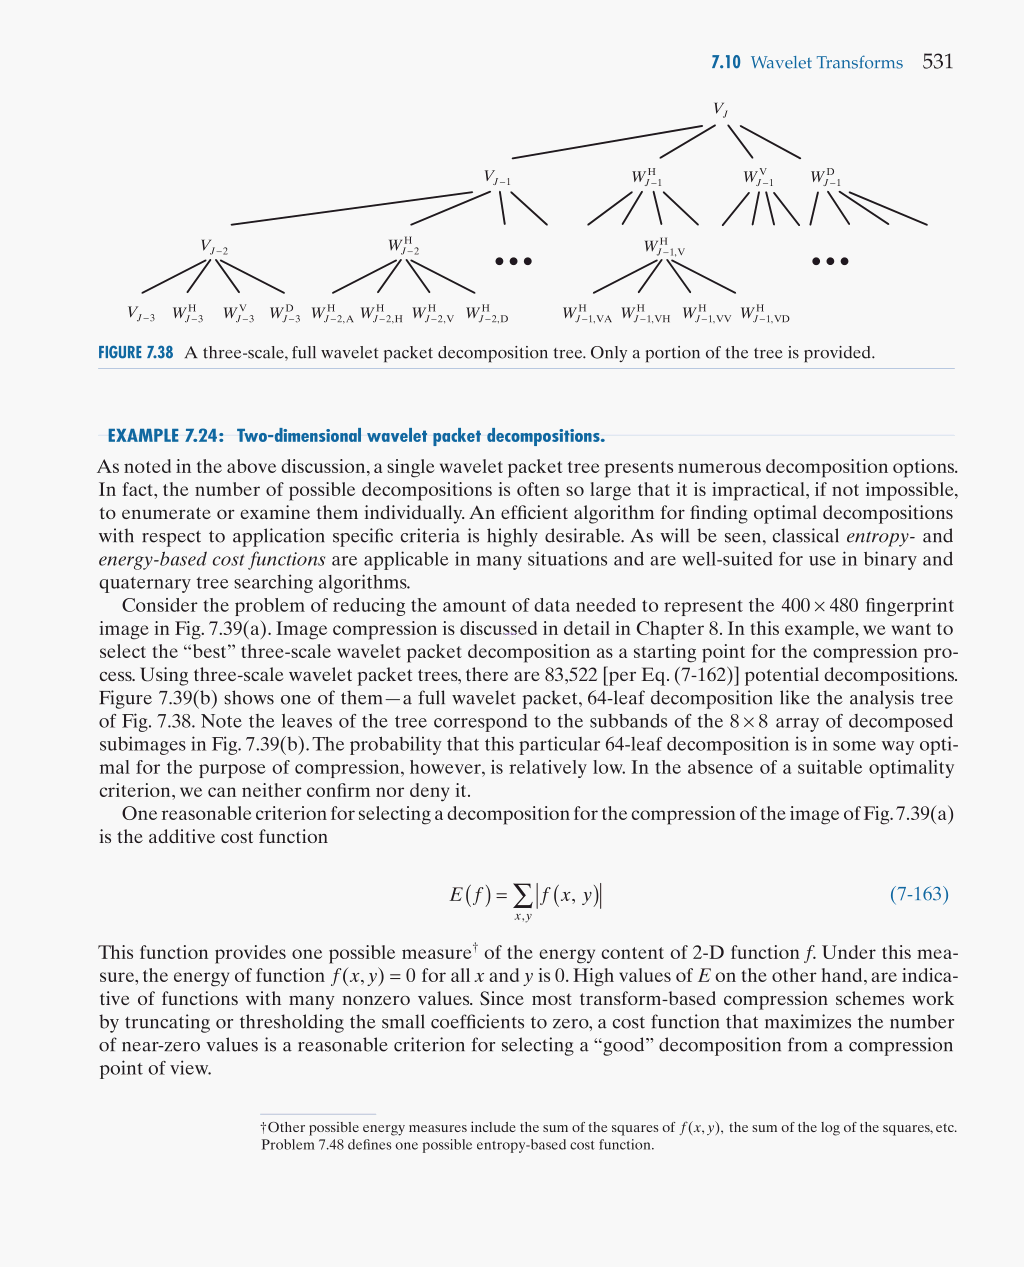 7.10 Wavelet Transforms 531
V_J
V_{J−1} W^H_{J−1} W^V_{J−1} W^D_{J−1}
V_{J−2} W^H_{J−2} ••• W^H_{J−1,V} •••
V_{J−3} W^H_{J−3} W^V_{J−3} W^D_{J−3} W^H_{J−2,A} W^H_{J−2,H} W^H_{J−2,V} W^H_{J−2,D} W^H_{J−1,VA} W^H_{J−1,VH} W^H_{J−1,VV} W^H_{J−1,VD}
FIGURE 7.38 A three-scale, full wavelet packet decomposition tree. Only a portion of the tree is provided.
EXAMPLE 7.24: Two-dimensional wavelet packet decompositions.
As noted in the above discussion, a single wavelet packet tree presents numerous decomposition options.
In fact, the number of possible decompositions is often so large that it is impractical, if not impossible,
to enumerate or examine them individually. An efficient algorithm for finding optimal decompositions
with respect to application specific criteria is highly desirable. As will be seen, classical entropy- and
energy-based cost functions are applicable in many situations and are well-suited for use in binary and
quaternary tree searching algorithms.
Consider the problem of reducing the amount of data needed to represent the 400 × 480 fingerprint
image in Fig. 7.39(a). Image compression is discussed in detail in Chapter 8. In this example, we want to
select the “best” three-scale wavelet packet decomposition as a starting point for the compression pro-
cess. Using three-scale wavelet packet trees, there are 83,522 [per Eq. (7-162)] potential decompositions.
Figure 7.39(b) shows one of them—a full wavelet packet, 64-leaf decomposition like the analysis tree
of Fig. 7.38. Note the leaves of the tree correspond to the subbands of the 8 × 8 array of decomposed
subimages in Fig. 7.39(b). The probability that this particular 64-leaf decomposition is in some way opti-
mal for the purpose of compression, however, is relatively low. In the absence of a suitable optimality
criterion, we can neither confirm nor deny it.
One reasonable criterion for selecting a decomposition for the compression of the image of Fig. 7.39(a)
is the additive cost function
E(f) = ∑_{x,y} |f(x, y)| (7-163)
This function provides one possible measure† of the energy content of 2-D function f. Under this mea-
sure, the energy of function f(x, y) = 0 for all x and y is 0. High values of E on the other hand, are indica-
tive of functions with many nonzero values. Since most transform-based compression schemes work
by truncating or thresholding the small coefficients to zero, a cost function that maximizes the number
of near-zero values is a reasonable criterion for selecting a “good” decomposition from a compression
point of view.
†Other possible energy measures include the sum of the squares of f(x, y), the sum of the log of the squares, etc.
Problem 7.48 defines one possible entropy-based cost function.